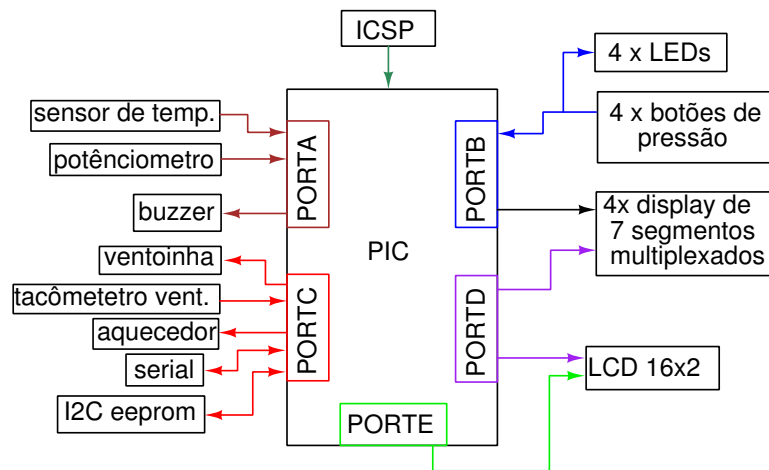 ICSP
4 x LEDs
sensor de temp.
4 x botões de
pressão
potênciometro
PORTA
PORTB
buzzer
4x display de
7 segmentos
multiplexados
PIC
ventoinha
tacômetetro vent.
aquecedor
PORTC
PORTD
serial
LCD 16x2
I2C eeprom
PORTE